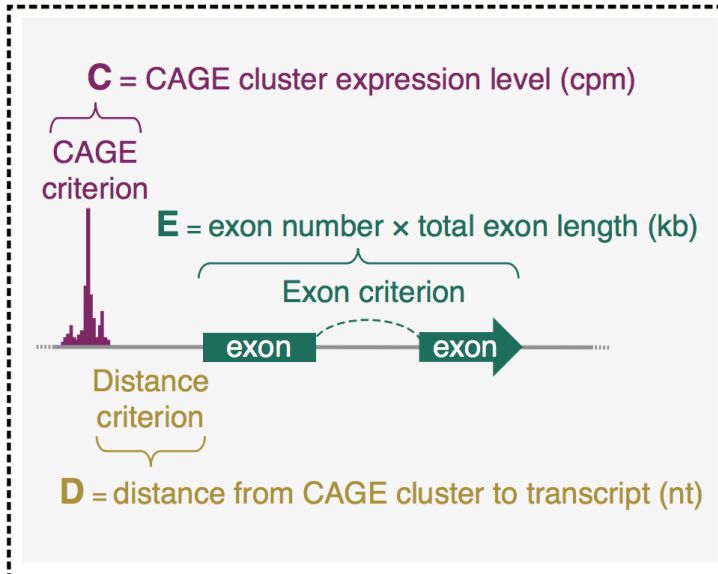 C = CAGE cluster expression level (cpm)
CAGE
criterion
E = exon number × total exon length (kb)
Exon criterion
exon
exon
Distance
criterion
D = distance from CAGE cluster to transcript (nt)